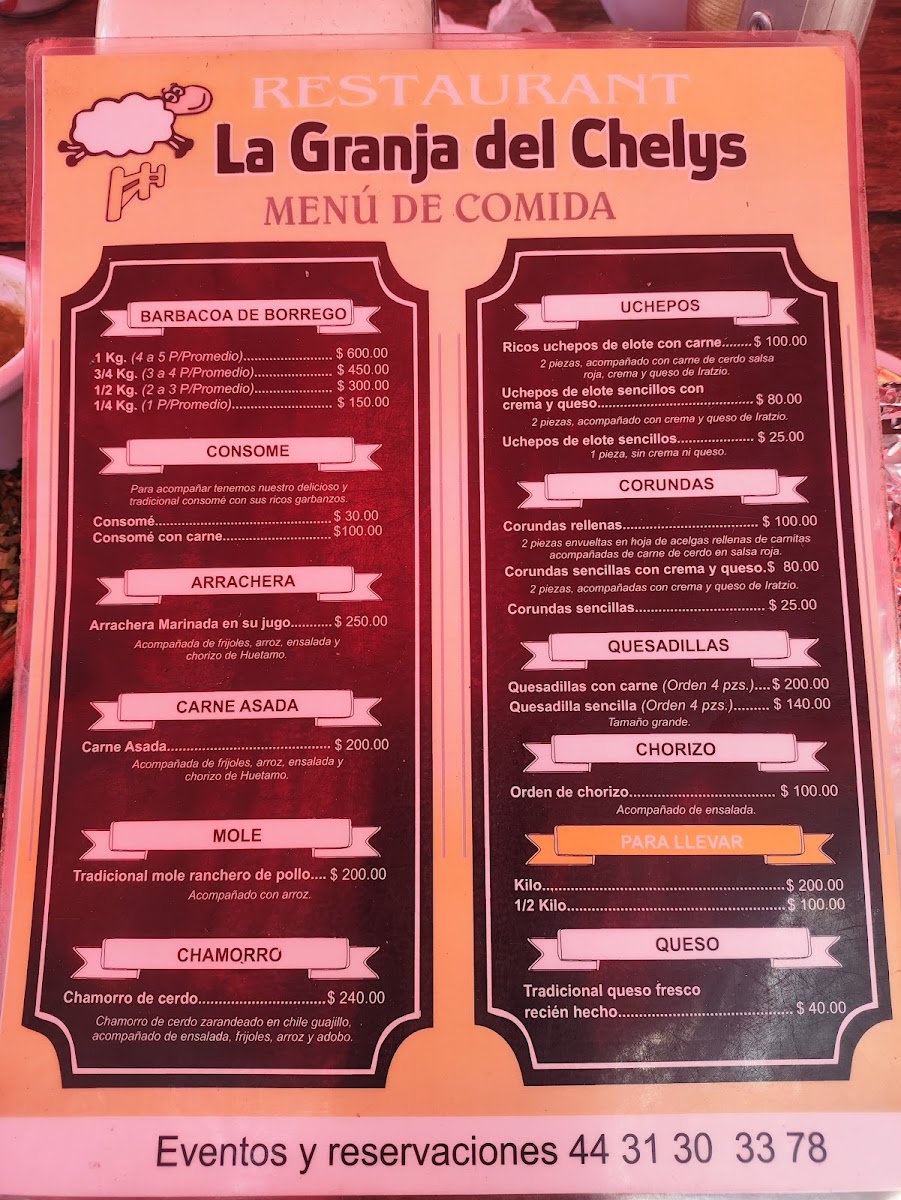 RESTAURANT
La Granja del Chelys
MENÚ DE COMIDA
BARBACOA DE BORREGO
1 Kg. (4 a 5 P/Promedio)............................ $ 600.00
3/4 Kg. (3 a 4 P/Promedio)........................ $ 450.00
1/2 Kg. (2 a 3 P/Promedio)........................ $ 300.00
1/4 Kg. (1 P/Promedio)............................... $ 150.00
CONSOME
Para acompañar tenemos nuestro delicioso y
tradicional consomé con sus ricos garbanzos.
Consomé..................................................... $ 30.00
Consomé con carne................................. $100.00
ARRACHERA
Arrachera Marinada en su jugo.......... $ 250.00
Acompañada de frijoles, arroz, ensalada y
chorizo de Huetamo.
CARNE ASADA
Carne Asada................................................ $ 200.00
Acompañada de frijoles, arroz, ensalada y
chorizo de Huetamo.
MOLE
Tradicional mole ranchero de pollo.... $ 200.00
Acompañado con arroz.
CHAMORRO
Chamorro de cerdo.....................................$ 240.00
Chamorro de cerdo zarandeado en chile guajillo,
acompañado de ensalada, frijoles, arroz y adobo.
UCHEPOS
Ricos uchepos de elote con carne........ $ 100.00
2 piezas, acompañado con carne de cerdo salsa
roja, crema y queso de Iratzio.
Uchepos de elote sencillos con
crema y queso............................................... $ 80.00
2 piezas, acompañado con crema y queso de Iratzio.
Uchepos de elote sencillos..................... $ 25.00
1 pieza, sin crema ni queso.
CORUNDAS
Corundas rellenas....................................... $ 100.00
2 piezas envueltas en hoja de acelgas rellenas de carnitas
acompañadas de carne de cerdo en salsa roja.
Corundas sencillas con crema y queso.$ 80.00
2 piezas, acompañadas con crema y queso de Iratzio.
Corundas sencillas..................................... $ 25.00
QUESADILLAS
Quesadillas con carne (Orden 4 pzs.)....$ 200.00
Quesadilla sencilla (Orden 4 pzs.)......... $ 140.00
Tamaño grande.
CHORIZO
Orden de chorizo.......................................... $ 100.00
Acompañado de ensalada.
PARA LLEVAR
Kilo.....................................................................$ 200.00
1/2 Kilo..............................................................$ 100.00
QUESO
Tradicional queso fresco
recién hecho................................................. $ 40.00
Eventos y reservaciones 44 31 30 33 78